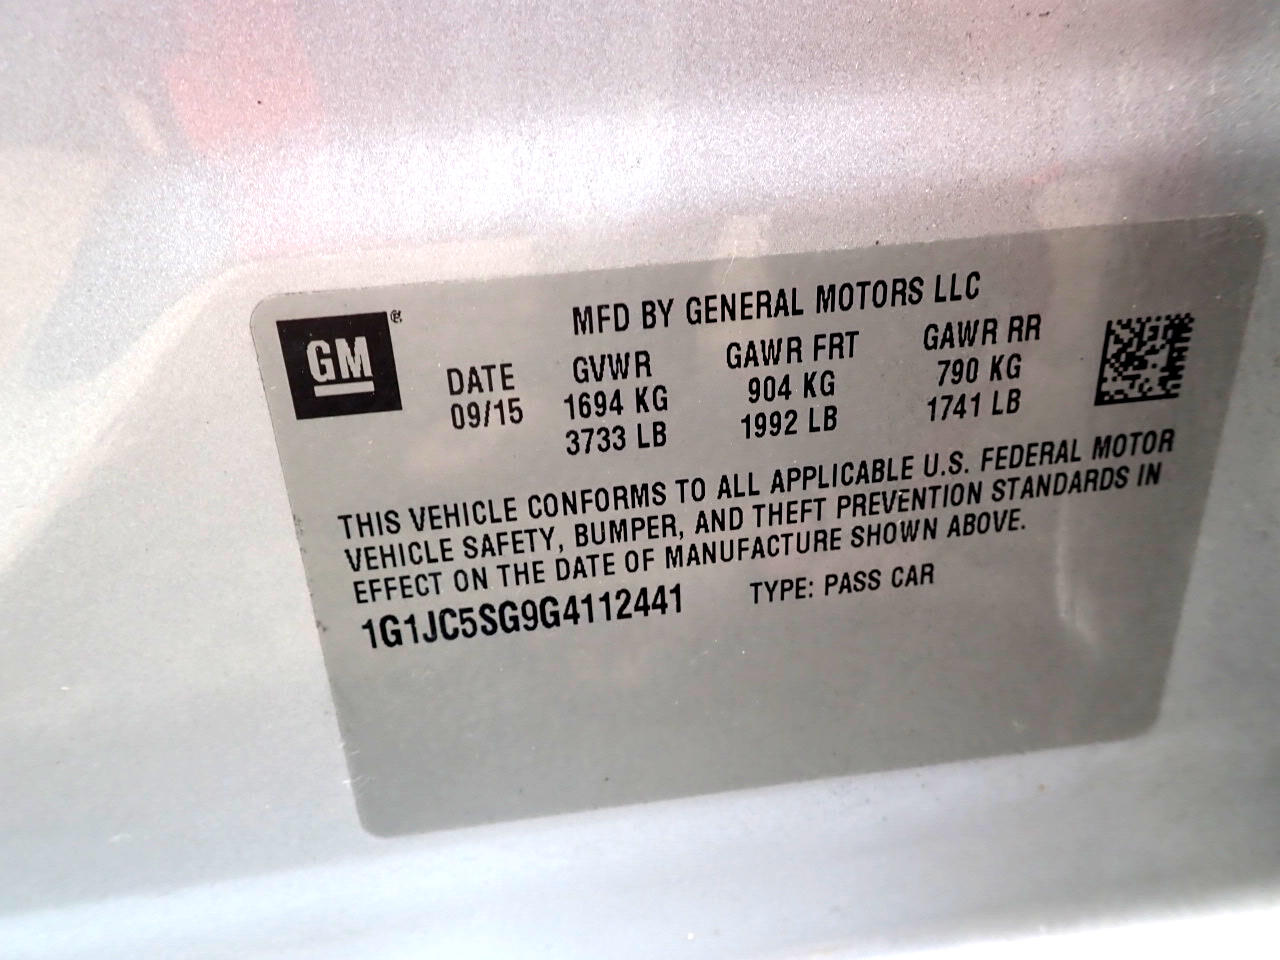 GM ®
MFD BY GENERAL MOTORS LLC
DATE GVWR GAWR FRT GAWR RR
09/15 1694 KG 904 KG 790 KG
3733 LB 1992 LB 1741 LB
THIS VEHICLE CONFORMS TO ALL APPLICABLE U.S. FEDERAL MOTOR
VEHICLE SAFETY, BUMPER, AND THEFT PREVENTION STANDARDS IN
EFFECT ON THE DATE OF MANUFACTURE SHOWN ABOVE.
1G1JC5SG9G4112441 TYPE: PASS CAR